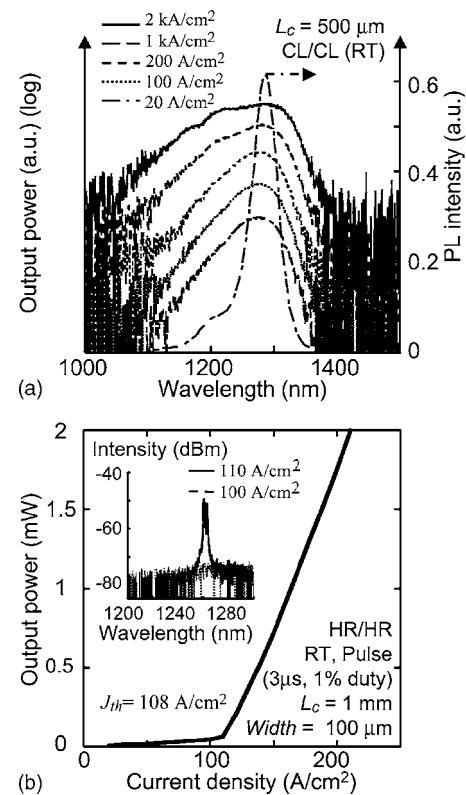 2 kA/cm²
1 kA/cm²
200 A/cm²
100 A/cm²
20 A/cm²
L_c = 500 µm
CL/CL (RT)
Output power (a.u.) (log)
PL intensity (a.u.)
0.6
0.4
0.2
0
1000 1200 1400
Wavelength (nm)
(a)
2
1.5
1
0.5
0
Output power (mW)
Intensity (dBm)
-40
-60
-80
110 A/cm²
100 A/cm²
1200 1240 1280
Wavelength (nm)
HR/HR
RT, Pulse
(3µs, 1% duty)
L_c = 1 mm
Width = 100 µm
J_th= 108 A/cm²
0 100 200
Current density (A/cm²)
(b)